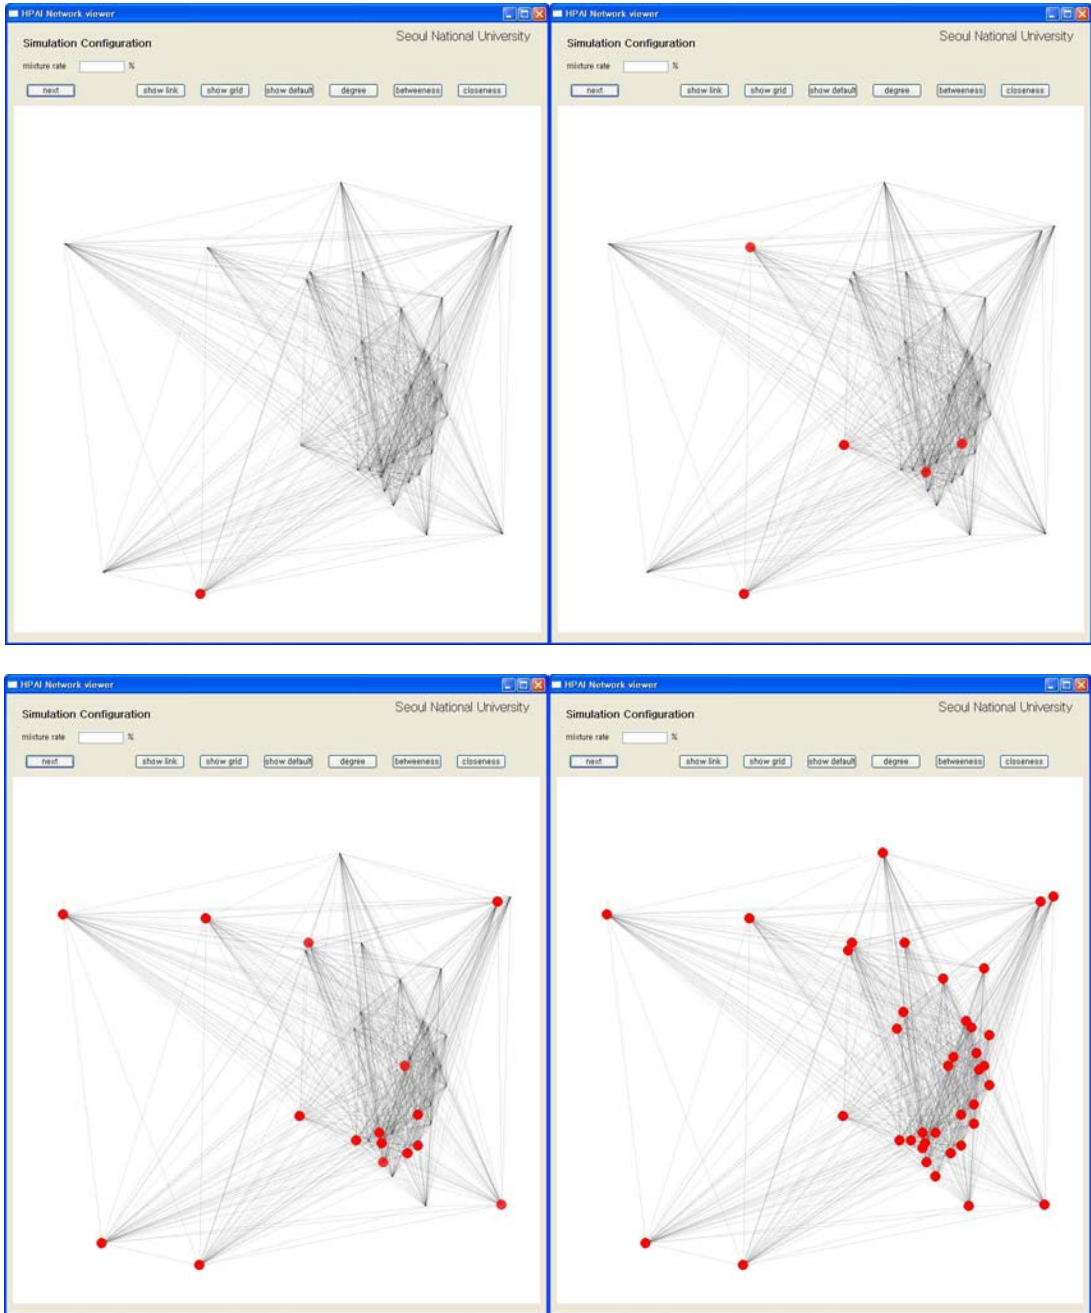 HPAI Network viewer
Seoul National University
Simulation Configuration
mixture rate %
next show link show grid show default degree betweeness closeness
HPAI Network viewer
Seoul National University
Simulation Configuration
mixture rate %
next show link show grid show default degree betweeness closeness
HPAI Network viewer
Seoul National University
Simulation Configuration
mixture rate %
next show link show grid show default degree betweeness closeness
HPAI Network viewer
Seoul National University
Simulation Configuration
mixture rate %
next show link show grid show default degree betweeness closeness